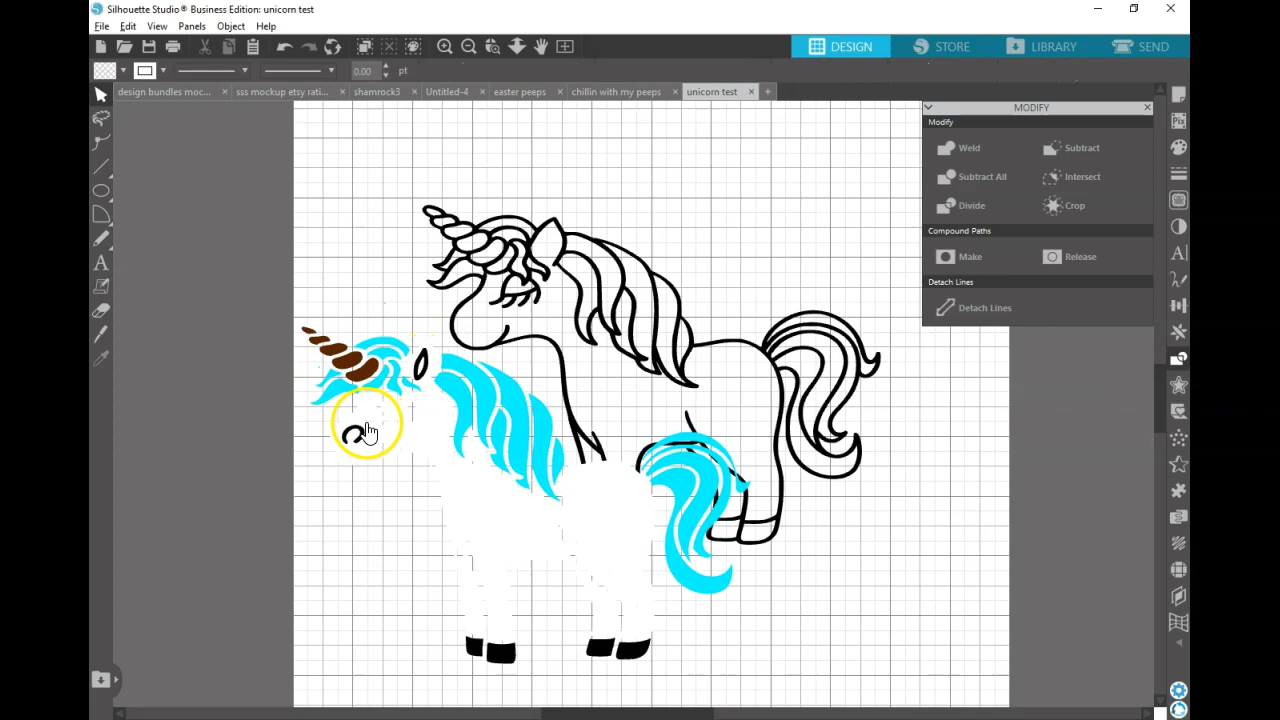 Silhouette Studio® Business Edition: unicorn test
File Edit View Panels Object Help
DESIGN STORE LIBRARY SEND
0.00 pt
design bundles moc... sss mockup etsy rati... shamrock3 Untitled-4 easter peeps chillin with my peeps unicorn test
MODIFY
Modify
Weld Subtract
Subtract All Intersect
Divide Crop
Compound Paths
Make Release
Detach Lines
Detach Lines
Pix
A
A